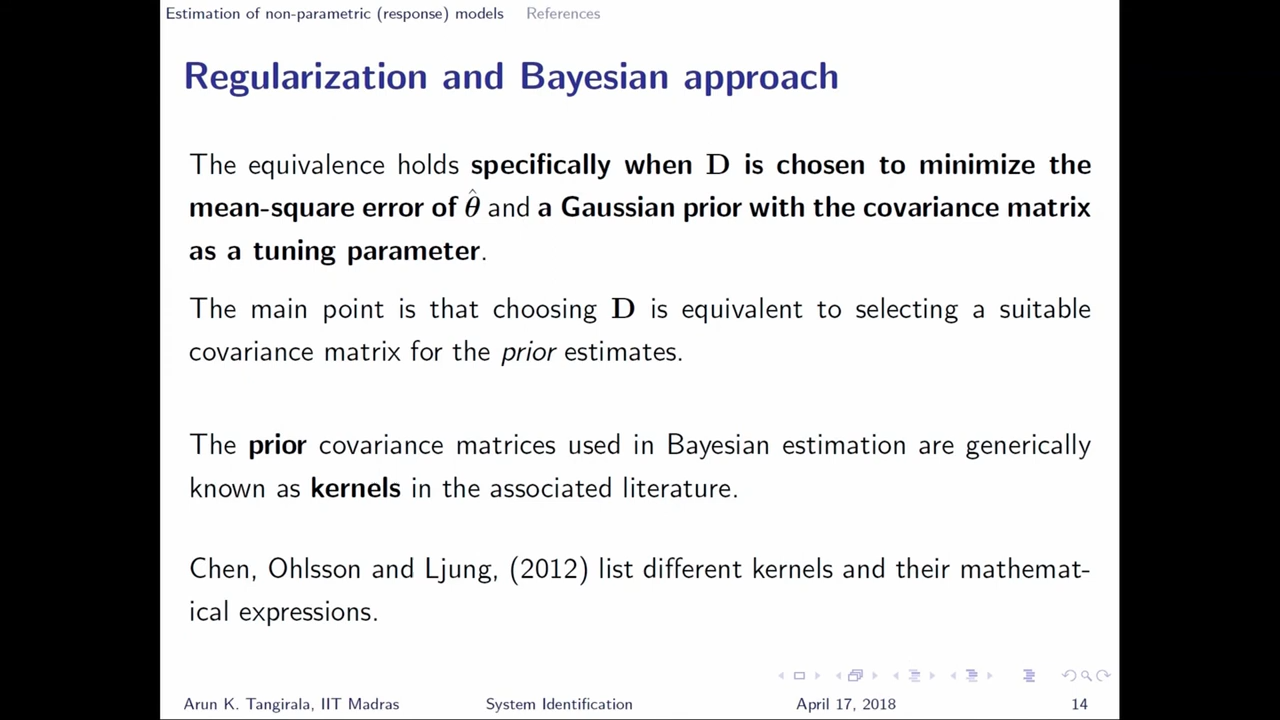 Estimation of non-parametric (response) models References
Regularization and Bayesian approach
The equivalence holds specifically when D is chosen to minimize the
mean-square error of θ̂ and a Gaussian prior with the covariance matrix
as a tuning parameter.
The main point is that choosing D is equivalent to selecting a suitable
covariance matrix for the prior estimates.
The prior covariance matrices used in Bayesian estimation are generically
known as kernels in the associated literature.
Chen, Ohlsson and Ljung, (2012) list different kernels and their mathemat-
ical expressions.
Arun K. Tangirala, IIT Madras System Identification April 17, 2018 14